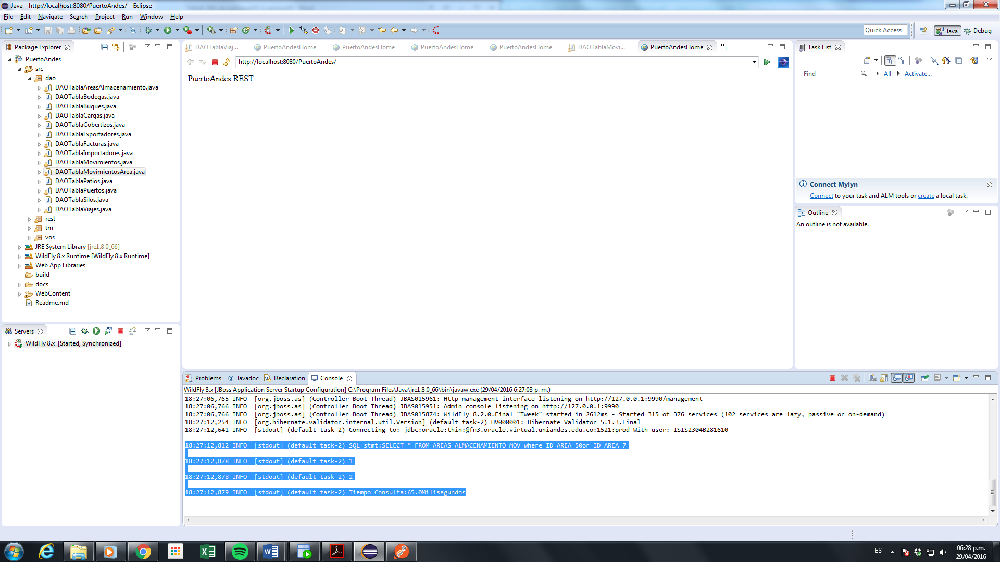 Java - http://localhost:8080/PuertoAndes/ - Eclipse
File Edit Navigate Search Project Run Window Help
Quick Access
Java
Debug
Package Explorer
PuertoAndes
src
dao
DAOTablaAreasAlmacenamiento.java
DAOTablaBodegas.java
DAOTablaBuques.java
DAOTablaCargas.java
DAOTablaCobertizos.java
DAOTablaExportadores.java
DAOTablaFacturas.java
DAOTablaImportadores.java
DAOTablaMovimientos.java
DAOTablaMovimientosArea.java
DAOTablaPatios.java
DAOTablaPuertos.java
DAOTablaSilos.java
DAOTablaViajes.java
rest
tm
vos
JRE System Library [jre1.8.0_66]
WildFly 8.x Runtime [WildFly 8.x Runtime]
Web App Libraries
build
docs
WebContent
Readme.md
Servers
WildFly 8.x [Started, Synchronized]
DAOTablaViaj... PuertoAndesHome PuertoAndesHome PuertoAndesHome PuertoAndesHome DAOTablaMovi... PuertoAndesHome »1
http://localhost:8080/PuertoAndes/
PuertoAndes REST
Task List
Find
All
Activate...
Connect Mylyn
Connect to your task and ALM tools or create a local task.
Outline
An outline is not available.
Problems @ Javadoc Declaration Console
WildFly 8.x [JBoss Application Server Startup Configuration] C:\Program Files\Java\jre1.8.0_66\bin\javaw.exe (29/04/2016 6:27:03 p. m.)
18:27:06,765 INFO [org.jboss.as] (Controller Boot Thread) JBAS015961: Http management interface listening on http://127.0.0.1:9990/management
18:27:06,766 INFO [org.jboss.as] (Controller Boot Thread) JBAS015951: Admin console listening on http://127.0.0.1:9990
18:27:06,766 INFO [org.jboss.as] (Controller Boot Thread) JBAS015874: WildFly 8.2.0.Final "Tweek" started in 2612ms - Started 315 of 376 services (102 services are lazy, passive or on-demand)
18:27:12,254 INFO [org.hibernate.validator.internal.util.Version] (default task-2) HV000001: Hibernate Validator 5.1.3.Final
18:27:12,641 INFO [stdout] (default task-2) Connecting to: jdbc:oracle:thin:@fn3.oracle.virtual.uniandes.edu.co:1521:prod With user: ISIS2304B281610
18:27:12,812 INFO [stdout] (default task-2) SQL stmt:SELECT * FROM AREAS_ALMACENAMIENTO_MOV where ID_AREA=50or ID_AREA=7
18:27:12,878 INFO [stdout] (default task-2) 1
18:27:12,878 INFO [stdout] (default task-2) 2
18:27:12,879 INFO [stdout] (default task-2) Tiempo Consulta:65.0Milisegundos
ES
06:28 p.m.
29/04/2016